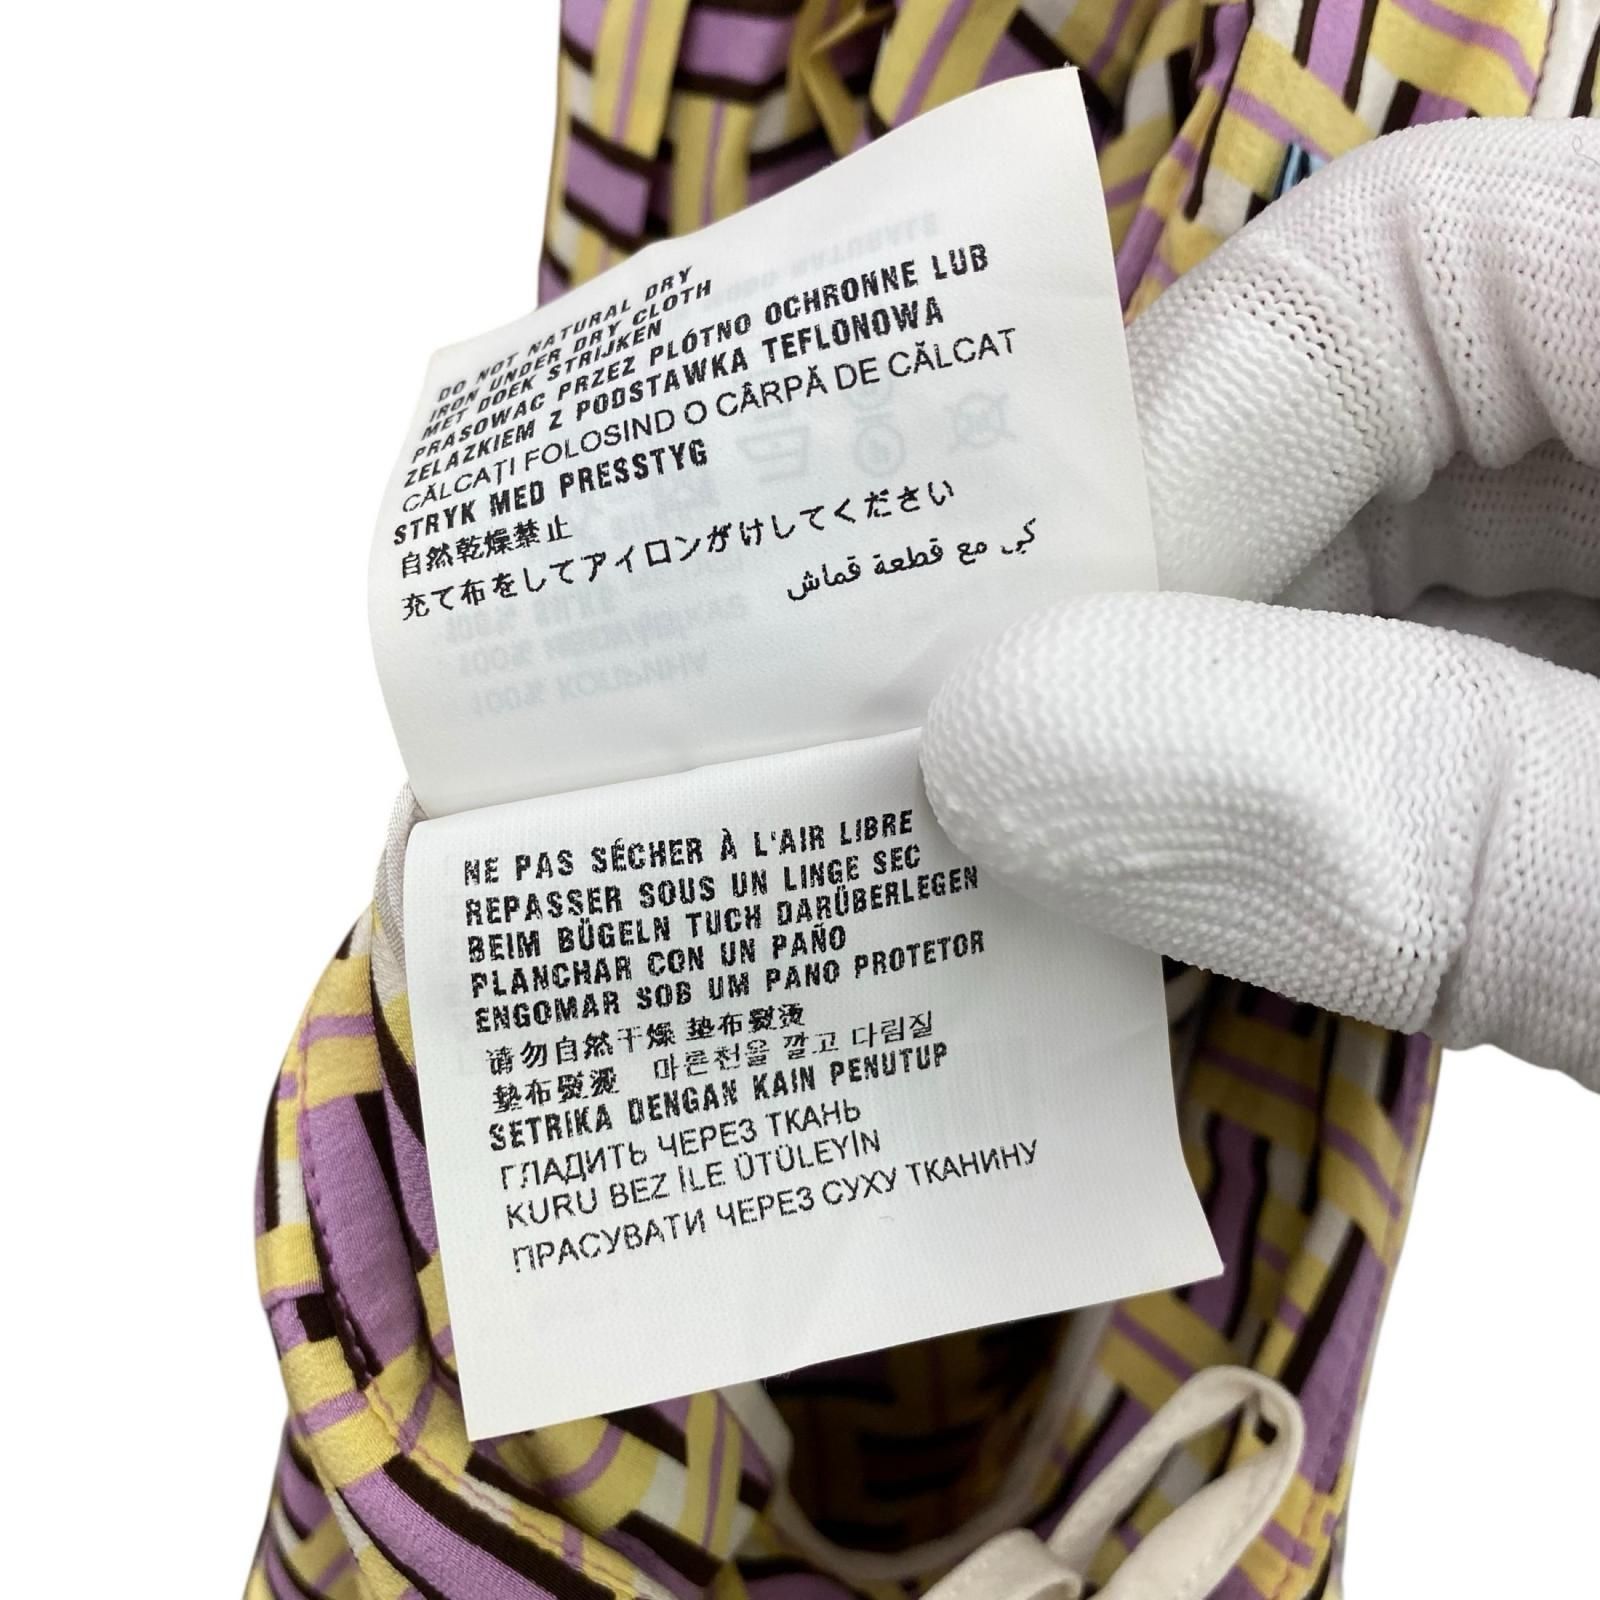 DO NOT NATURAL DRY
IRON UNDER DRY CLOTH
MET DOEK STRIJKEN
PRASOWAC PRZEZ PLÓTNO OCHRONNE LUB
ZELAZKIEM Z PODSTAWKA TEFLONOWA
CĂLCAȚI FOLOSIND O CÂRPĂ DE CĂLCAT
STRYK MED PRESSTYG
自然乾燥禁止
充て布をしてアイロンがけしてください
كي مع قطعة قماش
NE PAS SÉCHER À L'AIR LIBRE
REPASSER SOUS UN LINGE SEC
BEIM BÜGELN TUCH DARÜBERLEGEN
PLANCHAR CON UN PAÑO
ENGOMAR SOB UM PANO PROTETOR
请勿自然干燥 垫布熨烫
墊布熨燙 마른천을 깔고 다림질
SETRIKA DENGAN KAIN PENUTUP
ГЛАДИТЬ ЧЕРЕЗ ТКАНЬ
KURU BEZ İLE ÜTÜLEYİN
ПРАСУВАТИ ЧЕРЕЗ СУХУ ТКАНИНУ